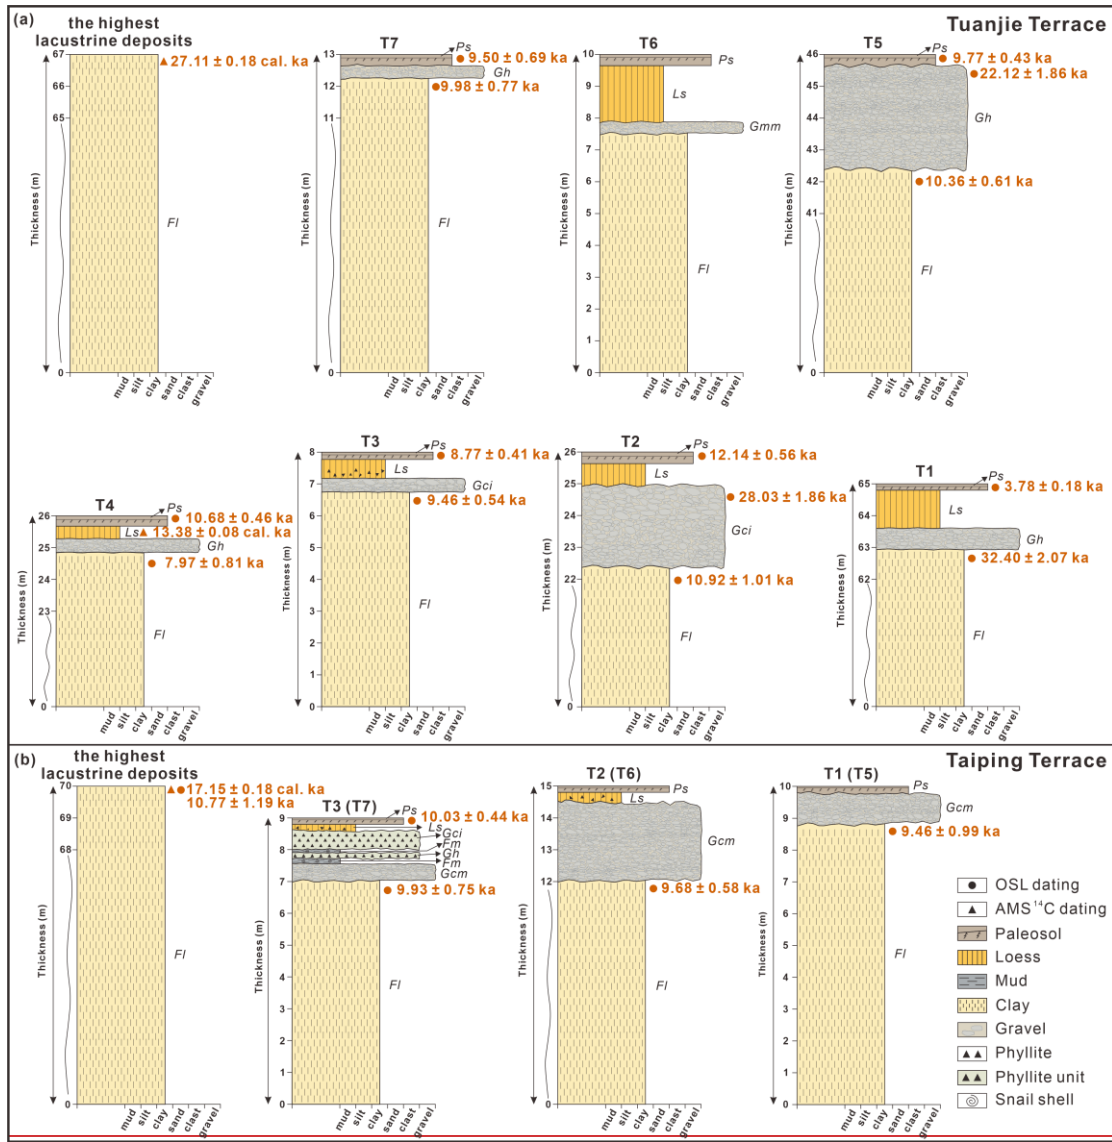 (a)
Tuanjie Terrace
the highest
lacustrine deposits
67
66
65
0
Thickness (m)
27.11 ± 0.18 cal. ka
Fl
mud
silt
clay
sand
clast
gravel
T7
13
12
11
0
Thickness (m)
Ps
9.50 ± 0.69 ka
Gh
9.98 ± 0.77 ka
Fl
mud
silt
clay
sand
clast
gravel
T6
10
9
8
7
6
5
4
3
2
1
0
Thickness (m)
Ps
Ls
Gmm
Fl
mud
silt
clay
sand
clast
gravel
T5
46
45
44
43
42
41
0
Thickness (m)
Ps
9.77 ± 0.43 ka
22.12 ± 1.86 ka
Gh
10.36 ± 0.61 ka
Fl
mud
silt
clay
sand
clast
gravel
T4
26
25
24
23
0
Thickness (m)
Ps
10.68 ± 0.46 ka
Ls
13.38 ± 0.08 cal. ka
Gh
7.97 ± 0.81 ka
Fl
mud
silt
clay
sand
clast
gravel
T3
8
7
6
5
4
3
2
1
0
Thickness (m)
Ps
8.77 ± 0.41 ka
Ls
Gci
9.46 ± 0.54 ka
Fl
mud
silt
clay
sand
clast
gravel
T2
26
25
24
23
22
0
Thickness (m)
Ps
12.14 ± 0.56 ka
Ls
28.03 ± 1.86 ka
Gci
10.92 ± 1.01 ka
Fl
mud
silt
clay
sand
clast
gravel
T1
65
64
63
62
0
Thickness (m)
Ps
3.78 ± 0.18 ka
Ls
Gh
32.40 ± 2.07 ka
Fl
mud
silt
clay
sand
clast
gravel
(b)
Taiping Terrace
the highest
lacustrine deposits
70
69
68
0
Thickness (m)
17.15 ± 0.18 cal. ka
10.77 ± 1.19 ka
Fl
mud
silt
clay
sand
clast
gravel
T3 (T7)
9
8
7
6
5
4
3
2
1
0
Thickness (m)
Ps
10.03 ± 0.44 ka
Ls
Gci
Fm
Gh
Fm
Gcm
9.93 ± 0.75 ka
Fl
mud
silt
clay
sand
clast
gravel
T2 (T6)
15
14
13
12
0
Thickness (m)
Ps
Ls
Gcm
9.68 ± 0.58 ka
Fl
mud
silt
clay
sand
clast
gravel
T1 (T5)
10
9
8
7
6
5
4
3
2
1
0
Thickness (m)
Ps
Gcm
9.46 ± 0.99 ka
Fl
mud
silt
clay
sand
clast
gravel
OSL dating
AMS ¹⁴C dating
Paleosol
Loess
Mud
Clay
Gravel
Phyllite
Phyllite unit
Snail shell